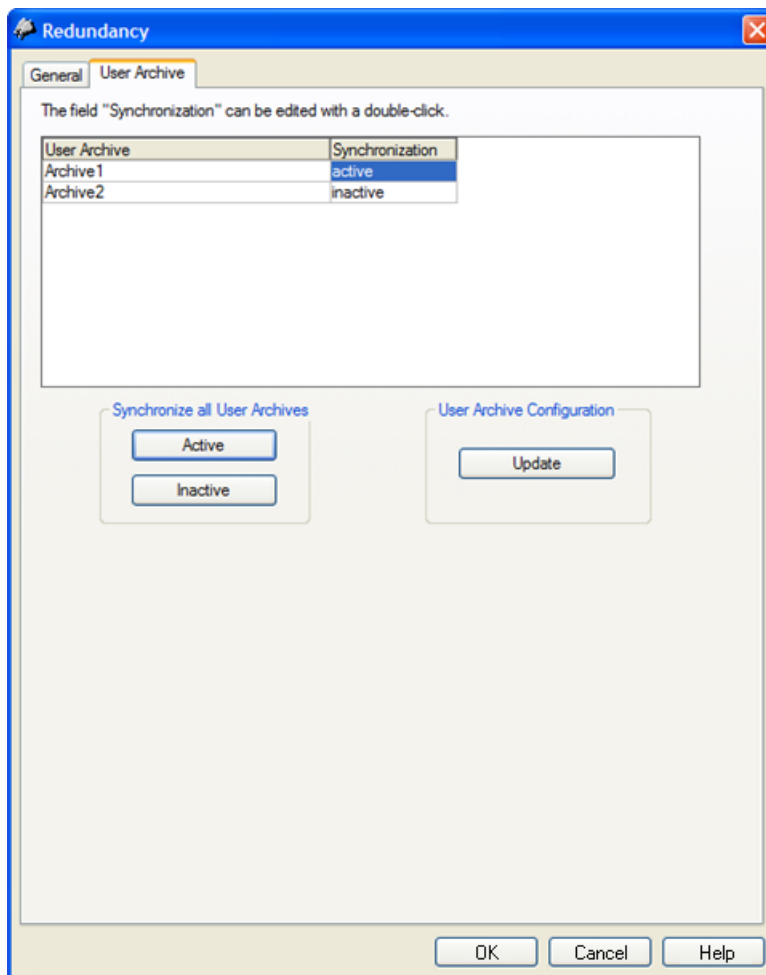 Redundancy
General User Archive
The field "Synchronization" can be edited with a double-click.
User Archive Synchronization
Archive1 active
Archive2 inactive
Synchronize all User Archives User Archive Configuration
Active
Update
Inactive
OK Cancel Help